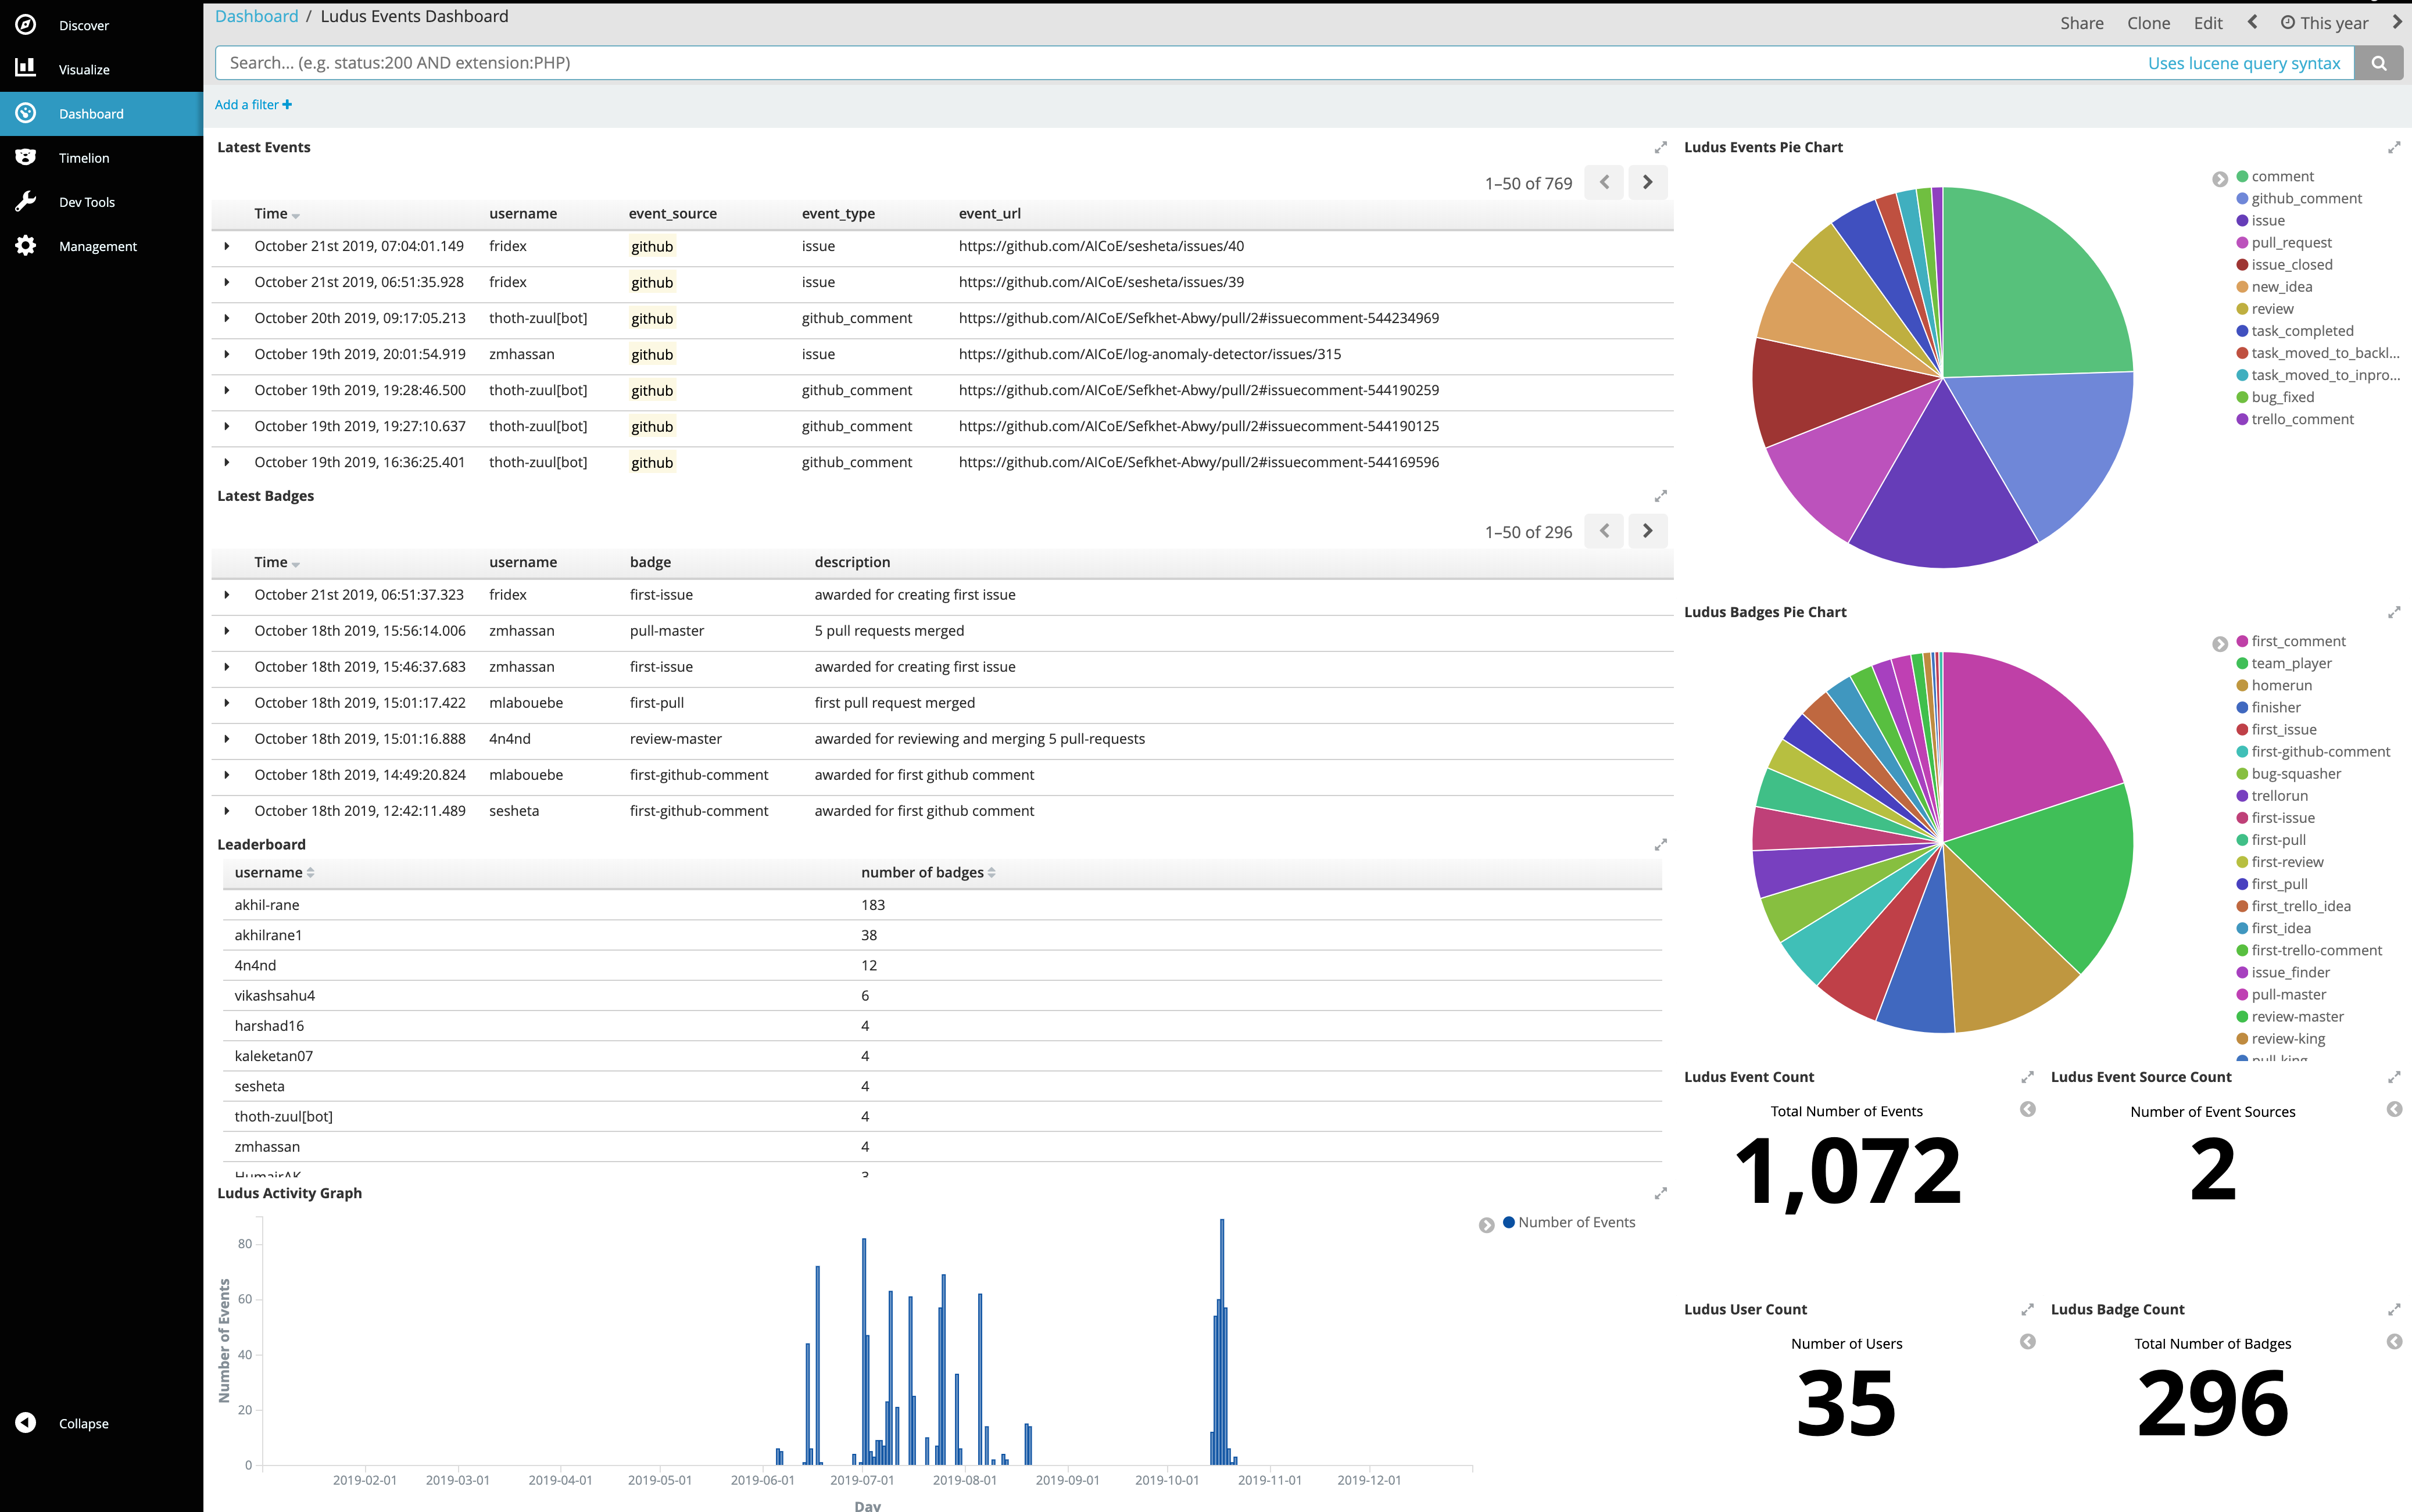 Discover
Visualize
Dashboard
Timelion
Dev Tools
Management
Collapse
Dashboard / Ludus Events Dashboard
Share Clone Edit This year
Search... (e.g. status:200 AND extension:PHP) Uses lucene query syntax
Add a filter +
Latest Events
1–50 of 769
Time username event_source event_type event_url
October 21st 2019, 07:04:01.149 fridex github issue https://github.com/AICoE/sesheta/issues/40
October 21st 2019, 06:51:35.928 fridex github issue https://github.com/AICoE/sesheta/issues/39
October 20th 2019, 09:17:05.213 thoth-zuul[bot] github github_comment https://github.com/AICoE/Sefkhet-Abwy/pull/2#issuecomment-544234969
October 19th 2019, 20:01:54.919 zmhassan github issue https://github.com/AICoE/log-anomaly-detector/issues/315
October 19th 2019, 19:28:46.500 thoth-zuul[bot] github github_comment https://github.com/AICoE/Sefkhet-Abwy/pull/2#issuecomment-544190259
October 19th 2019, 19:27:10.637 thoth-zuul[bot] github github_comment https://github.com/AICoE/Sefkhet-Abwy/pull/2#issuecomment-544190125
October 19th 2019, 16:36:25.401 thoth-zuul[bot] github github_comment https://github.com/AICoE/Sefkhet-Abwy/pull/2#issuecomment-544169596
Latest Badges
1–50 of 296
Time username badge description
October 21st 2019, 06:51:37.323 fridex first-issue awarded for creating first issue
October 18th 2019, 15:56:14.006 zmhassan pull-master 5 pull requests merged
October 18th 2019, 15:46:37.683 zmhassan first-issue awarded for creating first issue
October 18th 2019, 15:01:17.422 mlabouebe first-pull first pull request merged
October 18th 2019, 15:01:16.888 4n4nd review-master awarded for reviewing and merging 5 pull-requests
October 18th 2019, 14:49:20.824 mlabouebe first-github-comment awarded for first github comment
October 18th 2019, 12:42:11.489 sesheta first-github-comment awarded for first github comment
Leaderboard
username number of badges
akhil-rane 183
akhilrane1 38
4n4nd 12
vikashsahu4 6
harshad16 4
kaleketan07 4
sesheta 4
thoth-zuul[bot] 4
zmhassan 4
HumairAK 3
Ludus Activity Graph
Number of Events
Number of Events
80
60
40
20
0
2019-02-01 2019-03-01 2019-04-01 2019-05-01 2019-06-01 2019-07-01 2019-08-01 2019-09-01 2019-10-01 2019-11-01 2019-12-01
Day
Ludus Events Pie Chart
comment
github_comment
issue
pull_request
issue_closed
new_idea
review
task_completed
task_moved_to_backl...
task_moved_to_inpro...
bug_fixed
trello_comment
Ludus Badges Pie Chart
first_comment
team_player
homerun
finisher
first_issue
first-github-comment
bug-squasher
trellorun
first-issue
first-pull
first-review
first_pull
first_trello_idea
first_idea
first-trello-comment
issue_finder
pull-master
review-master
review-king
pull-king
Ludus Event Count
Total Number of Events
1,072
Ludus Event Source Count
Number of Event Sources
2
Ludus User Count
Number of Users
35
Ludus Badge Count
Total Number of Badges
296